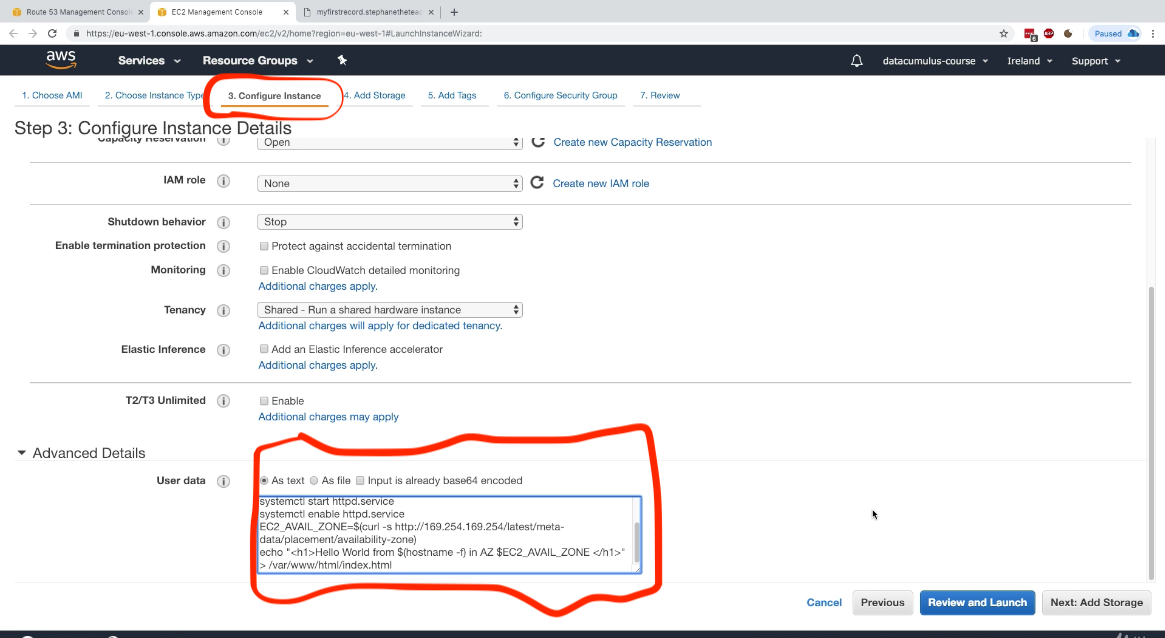 Route 53 Management Console
EC2 Management Console
myfirstrecord.stephanetheteac
https://eu-west-1.console.aws.amazon.com/ec2/v2/home?region=eu-west-1#LaunchInstanceWizard:
Paused
aws
Services
Resource Groups
datacumulus-course
Ireland
Support
1. Choose AMI
2. Choose Instance Type
3. Configure Instance
4. Add Storage
5. Add Tags
6. Configure Security Group
7. Review
Step 3: Configure Instance Details
Capacity Reservation
Open
Create new Capacity Reservation
IAM role
None
Create new IAM role
Shutdown behavior
Stop
Enable termination protection
Protect against accidental termination
Monitoring
Enable CloudWatch detailed monitoring
Additional charges apply.
Tenancy
Shared - Run a shared hardware instance
Additional charges will apply for dedicated tenancy.
Elastic Inference
Add an Elastic Inference accelerator
Additional charges apply.
T2/T3 Unlimited
Enable
Additional charges may apply
Advanced Details
User data
As text
As file
Input is already base64 encoded
systemctl start httpd.service
systemctl enable httpd.service
EC2_AVAIL_ZONE=$(curl -s http://169.254.169.254/latest/meta-
data/placement/availability-zone)
echo "<h1>Hello World from $(hostname -f) in AZ $EC2_AVAIL_ZONE </h1>"
> /var/www/html/index.html
Cancel
Previous
Review and Launch
Next: Add Storage